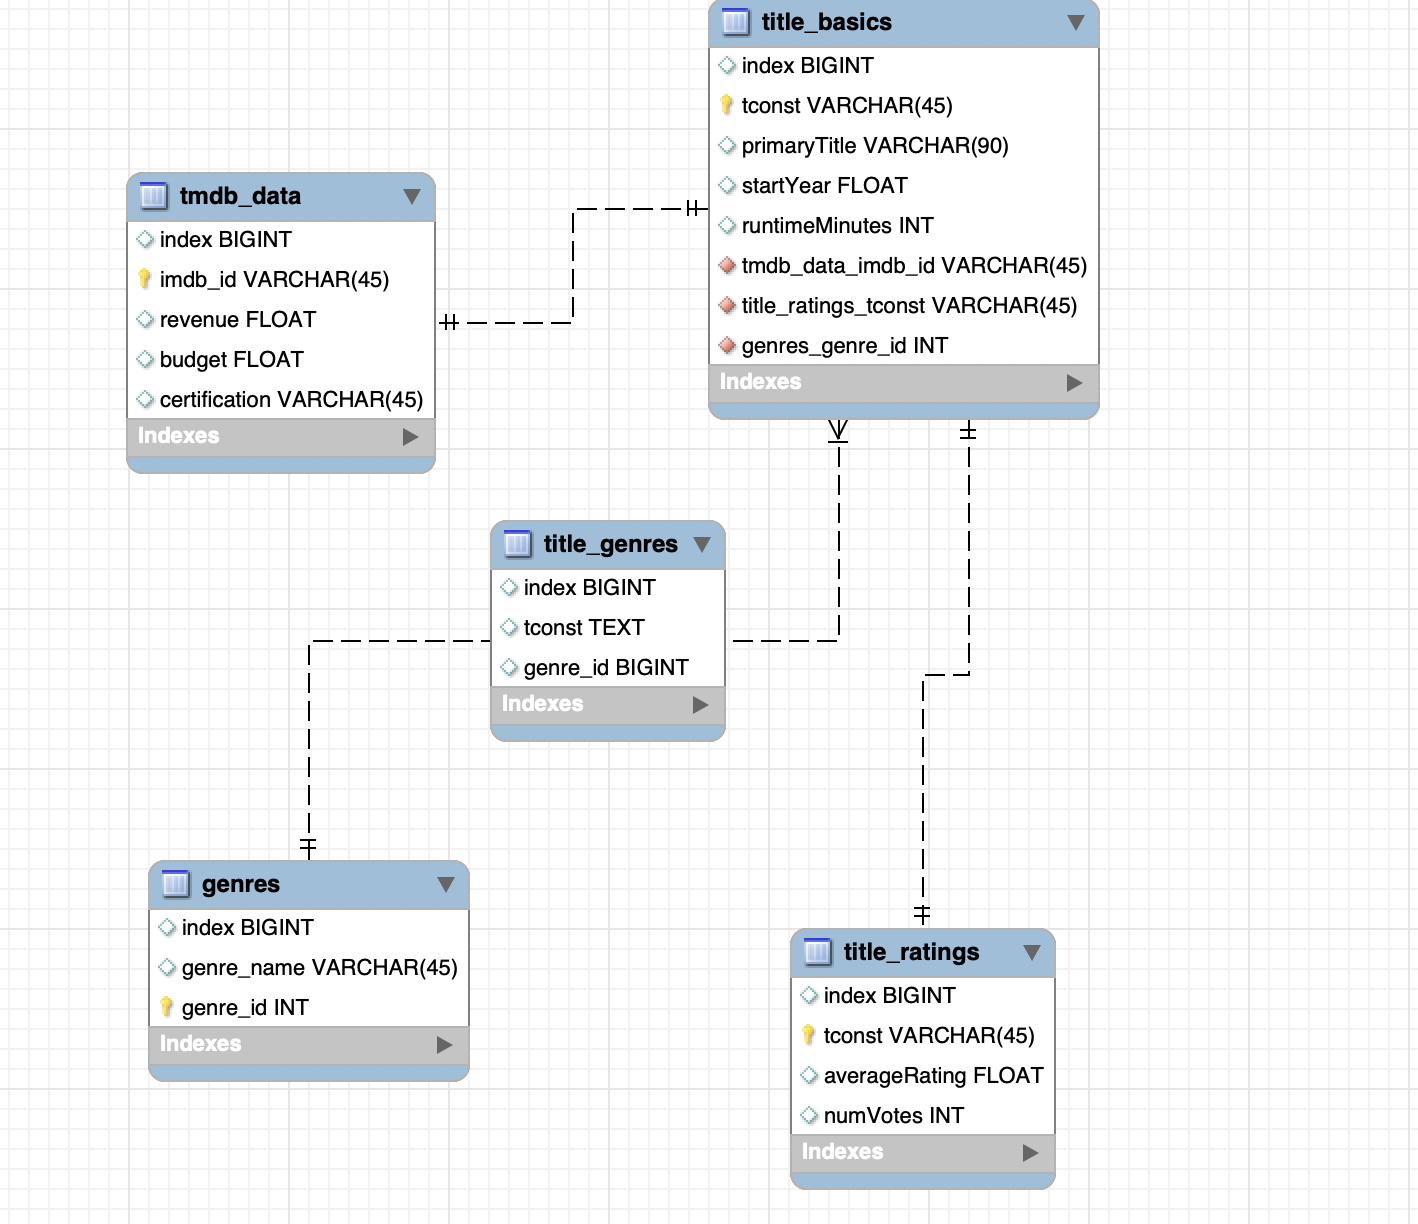 title_basics
index BIGINT
tconst VARCHAR(45)
primaryTitle VARCHAR(90)
startYear FLOAT
runtimeMinutes INT
tmdb_data_imdb_id VARCHAR(45)
title_ratings_tconst VARCHAR(45)
genres_genre_id INT
Indexes
tmdb_data
index BIGINT
imdb_id VARCHAR(45)
revenue FLOAT
budget FLOAT
certification VARCHAR(45)
Indexes
title_genres
index BIGINT
tconst TEXT
genre_id BIGINT
Indexes
genres
index BIGINT
genre_name VARCHAR(45)
genre_id INT
Indexes
title_ratings
index BIGINT
tconst VARCHAR(45)
averageRating FLOAT
numVotes INT
Indexes